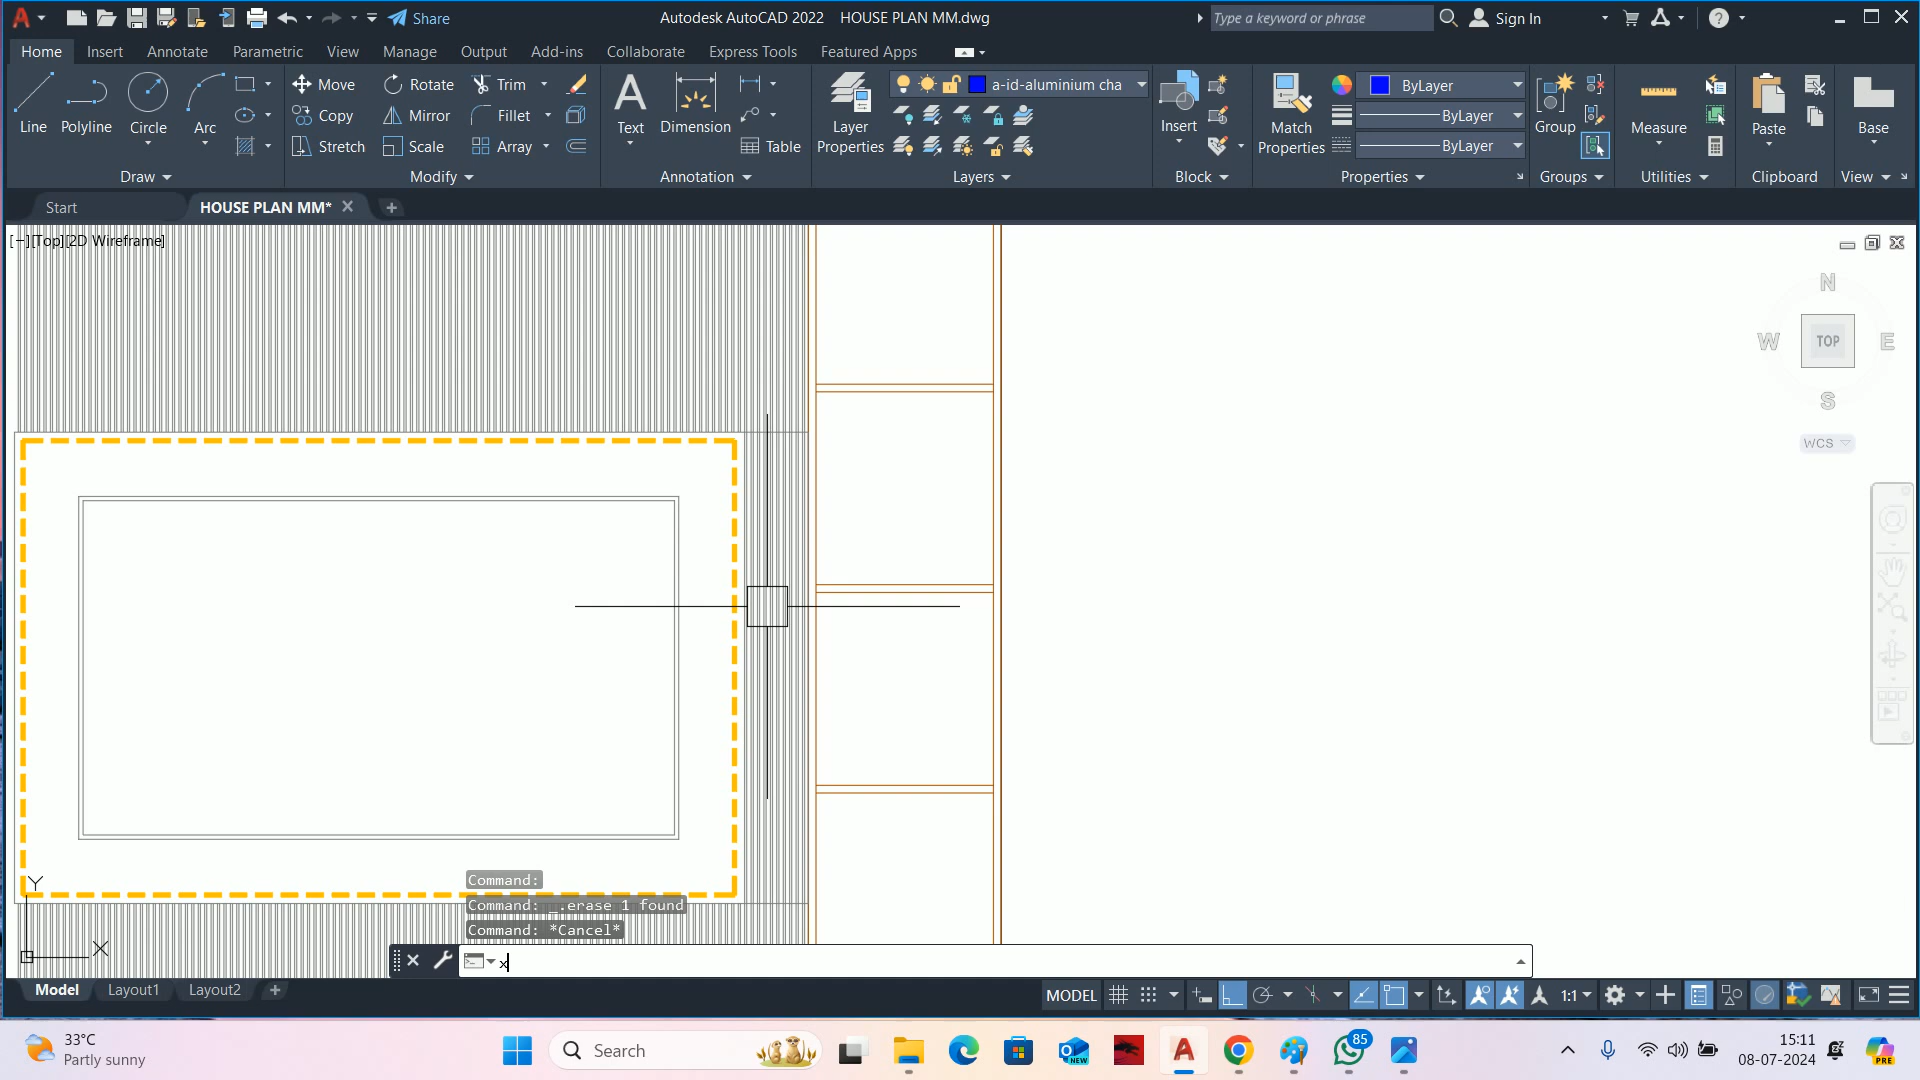 Share
Autodesk AutoCAD 2022 HOUSE PLAN MM.dwg
Type a keyword or phrase
Sign In
Home Insert Annotate Parametric View Manage Output Add-ins Collaborate Express Tools Featured Apps
Line
Polyline
Circle
Arc
Draw
Move
Rotate
Trim
Copy
Mirror
Fillet
Stretch
Scale
Array
Modify
Text
Dimension
Table
Annotation
Layer
Properties
a-id-aluminium cha
Layers
Insert
Block
Match
Properties
ByLayer
ByLayer
ByLayer
Properties
Group
Groups
Measure
Utilities
Paste
Clipboard
Base
View
Start
HOUSE PLAN MM*
[−][Top][2D Wireframe]
N
W TOP E
S
WCS
Y
X
Command:
Command: _.erase 1 found
Command: *Cancel*
x
Model Layout1 Layout2
MODEL
1:1
33°C
Partly sunny
Search
NEW
85
15:11
08-07-2024
PRE